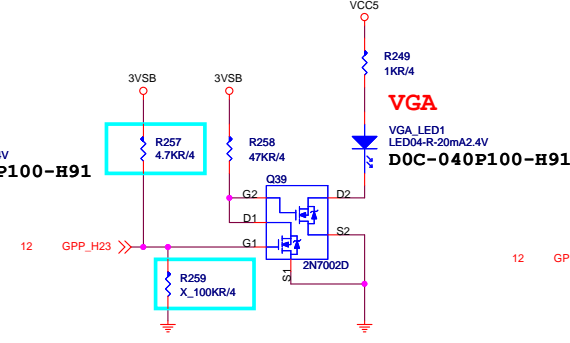 VCC5
R249
1KR/4
3VSB
3VSB
VGA
R257
4.7KR/4
R258
47KR/4
VGA_LED1
LED04-R-20mA2.4V
4V
P100-H91
D0C-040P100-H91
Q39
G2
D2
D1
S2
12
GPP_H23
G1
12
GP
S1
2N7002D
R259
X_100KR/4